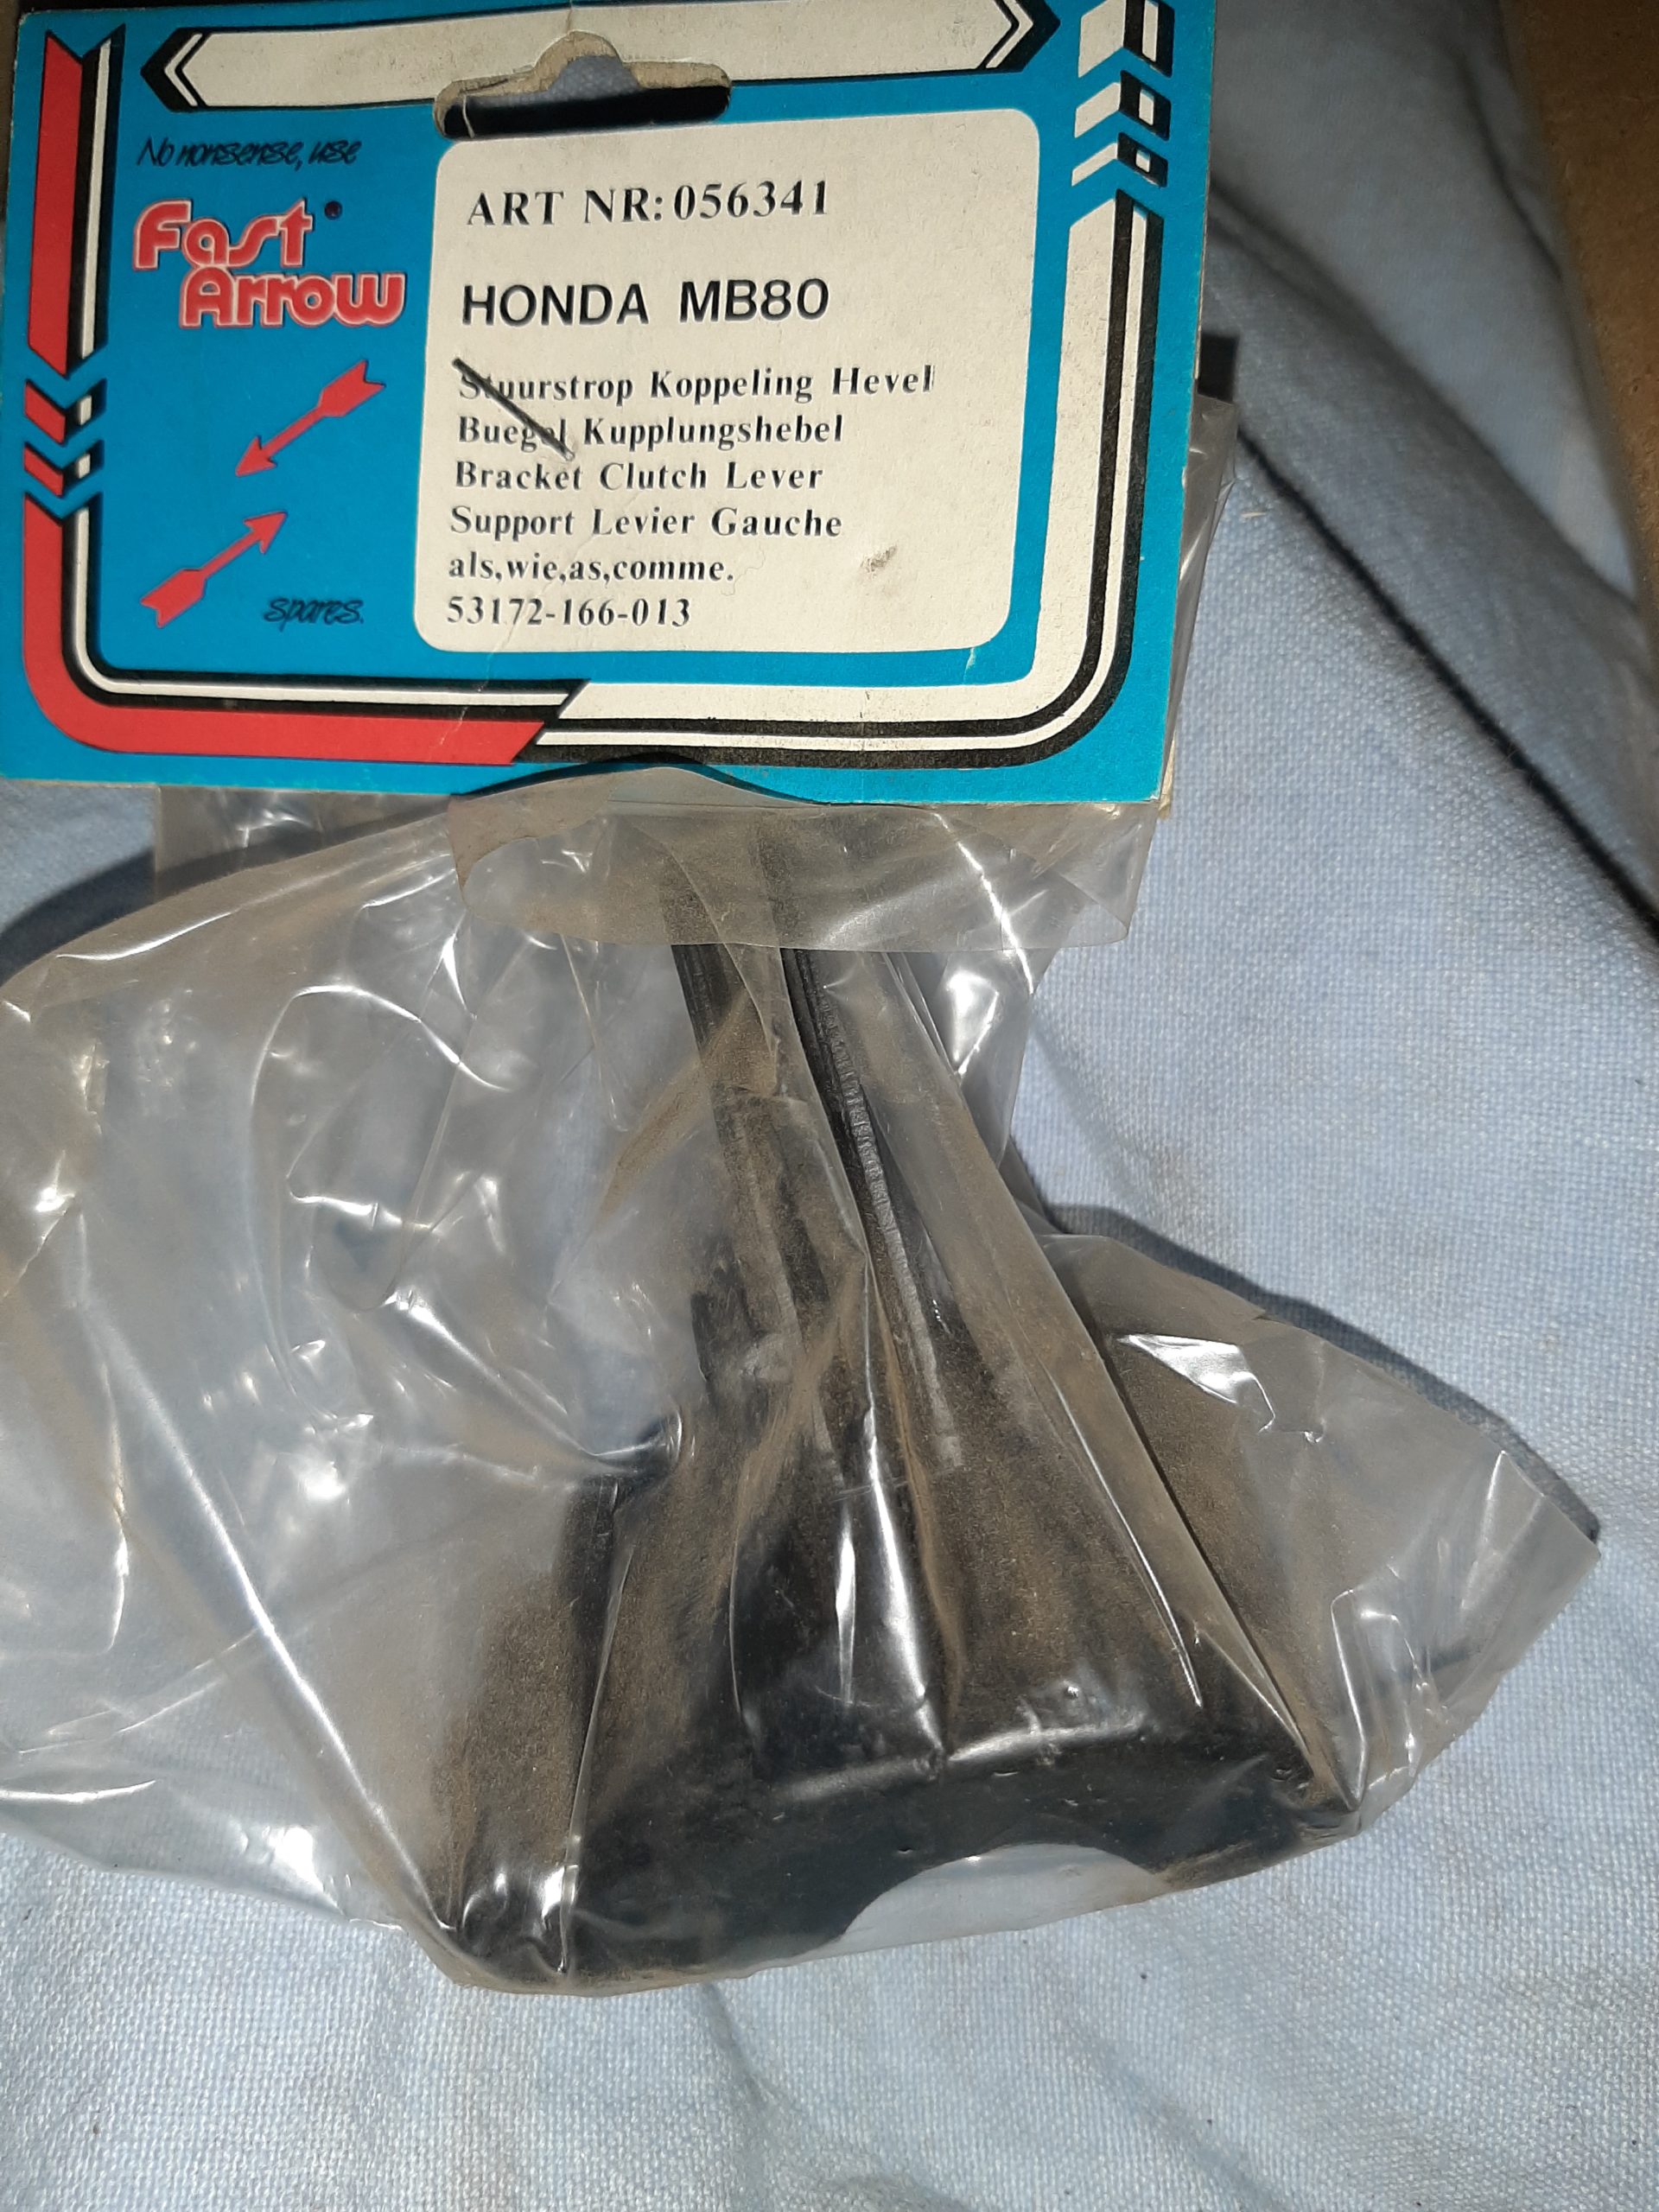 No nonsense, use
Fast
Arrow
spares.
ART NR: 056341
HONDA MB80
Stuurstrop Koppeling Hevel
Buegel Kupplungshebel
Bracket Clutch Lever
Support Levier Gauche
als,wie,as,comme.
53172-166-013